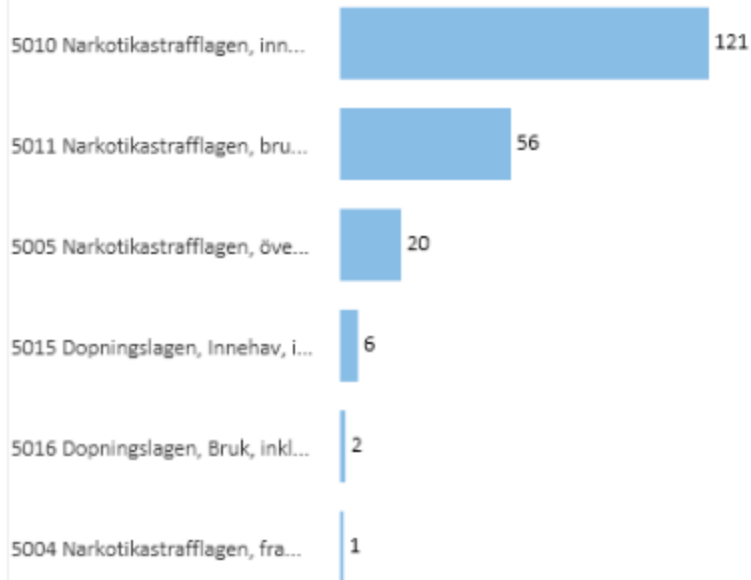 5010 Narkotikastrafflagen, inn... 121
5011 Narkotikastrafflagen, bru... 56
5005 Narkotikastrafflagen, öve... 20
5015 Dopningslagen, Innehav, i... 6
5016 Dopningslagen, Bruk, inkl... 2
5004 Narkotikastrafflagen, fra... 1